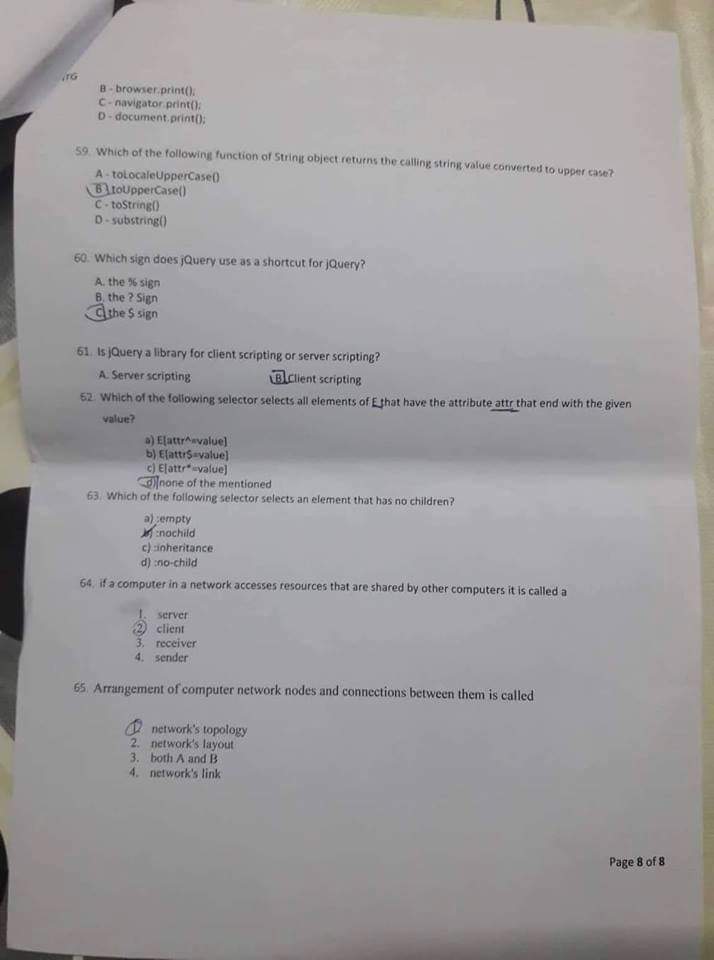 B - browser.print();
C - navigator.print();
D - document.print();
59. Which of the following function of String object returns the calling string value converted to upper case?
A - toLocaleUpperCase()
B toUpperCase()
C - toString()
D - substring()
60. Which sign does jQuery use as a shortcut for jQuery?
A. the % sign
B. the ? Sign
C. the $ sign
61. Is jQuery a library for client scripting or server scripting?
A. Server scripting B. Client scripting
62. Which of the following selector selects all elements of E that have the attribute attr that end with the given
value?
a) E[attr^=value]
b) E[attr$=value]
c) E[attr*=value]
d) none of the mentioned
63. Which of the following selector selects an element that has no children?
a) :empty
b) :nochild
c) :inheritance
d) :no-child
64. if a computer in a network accesses resources that are shared by other computers it is called a
1. server
2 client
3. receiver
4. sender
65. Arrangement of computer network nodes and connections between them is called
1. network's topology
2. network's layout
3. both A and B
4. network's link
Page 8 of 8